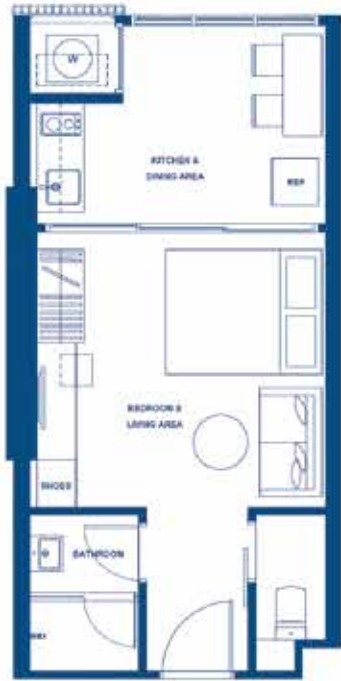 W
KITCHEN &
DINING AREA
REF
BEDROOM &
LIVING AREA
SHOES
BATHROOM